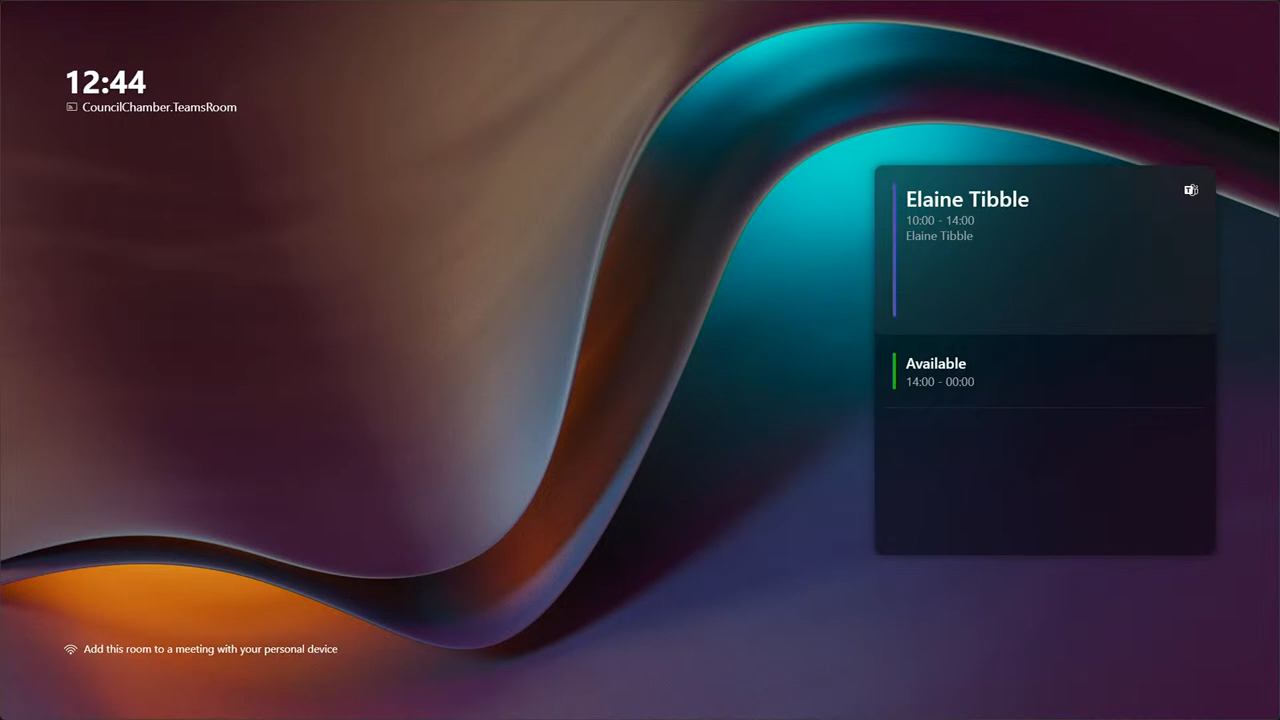 12:44
CouncilChamber.TeamsRoom
Elaine Tibble
10:00 - 14:00
Elaine Tibble
Available
14:00 - 00:00
Add this room to a meeting with your personal device